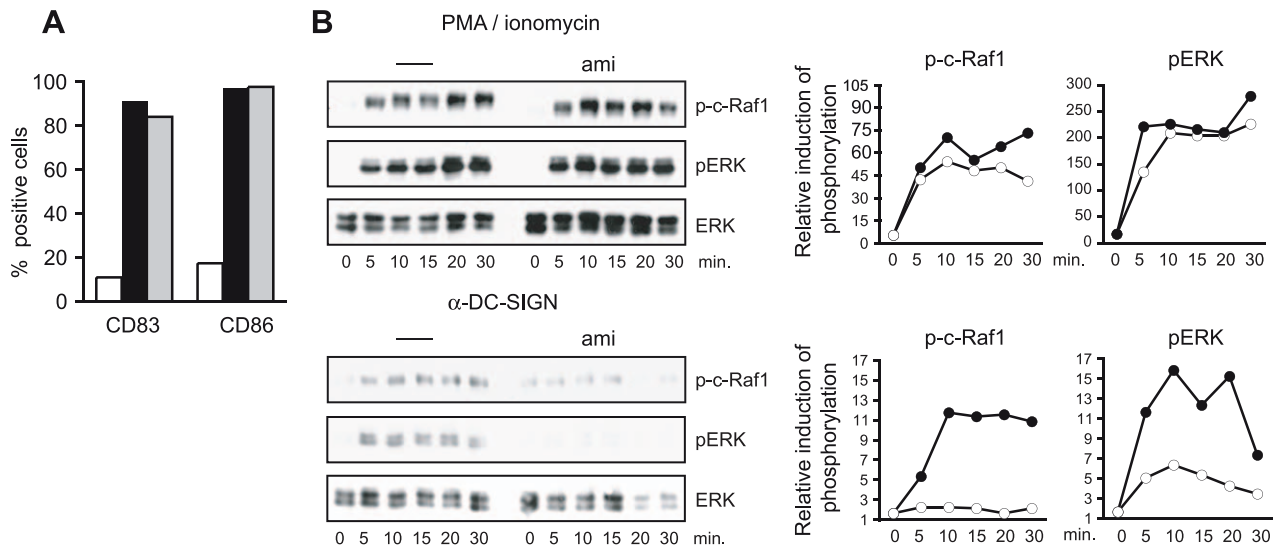 A
% positive cells
100
80
60
40
20
0
CD83
CD86
B
PMA / ionomycin
ami
p-c-Raf1
pERK
ERK
0 5 10 15 20 30 0 5 10 15 20 30 min.
α-DC-SIGN
ami
p-c-Raf1
pERK
ERK
0 5 10 15 20 30 0 5 10 15 20 30 min.
p-c-Raf1
Relative induction of
phosphorylation
105
90
75
60
45
30
15
0
0 5 10 15 20 30 min.
pERK
300
250
200
150
100
50
0
0 5 10 15 20 30
p-c-Raf1
Relative induction of
phosphorylation
17
15
13
11
9
7
5
3
1
0 5 10 15 20 30 min.
pERK
17
15
13
11
9
7
5
3
1
0 5 10 15 20 30